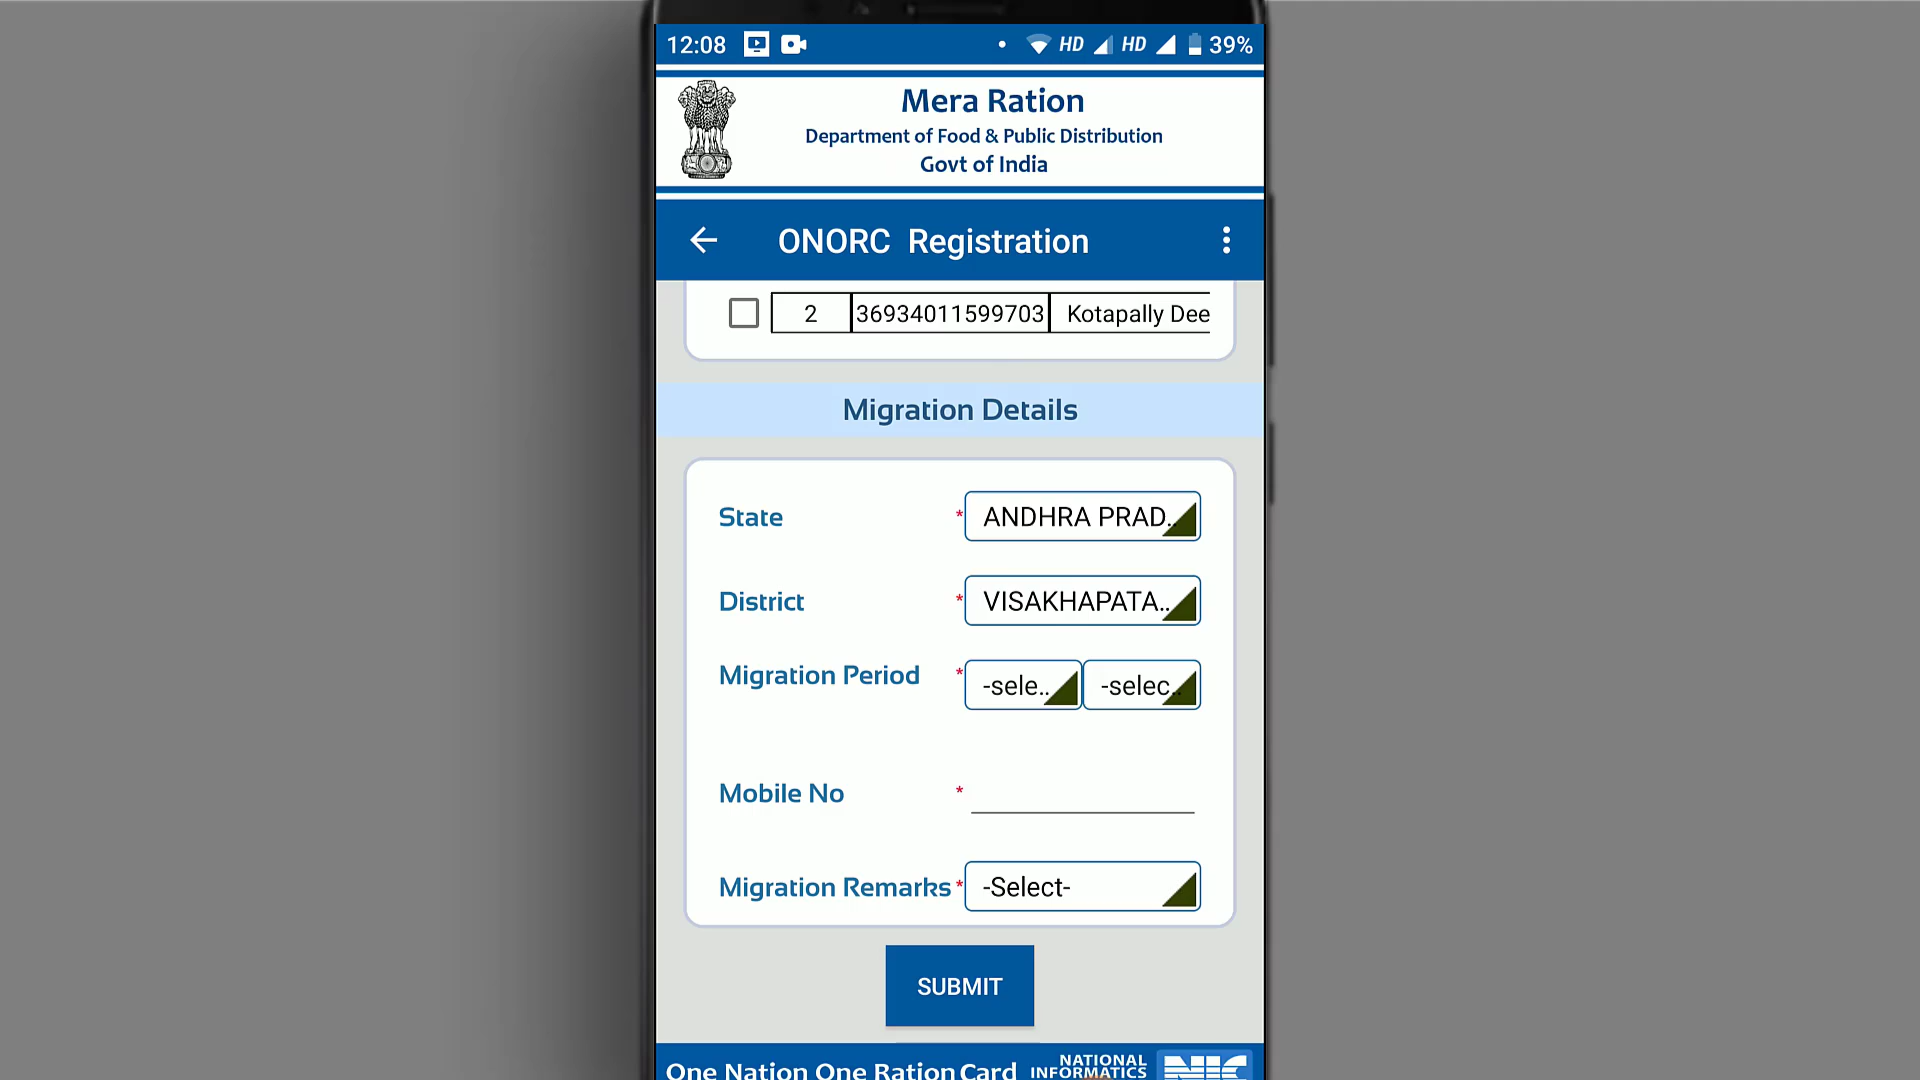 12:08 HD HD 39%
Mera Ration
Department of Food & Public Distribution
Govt of India
ONORC Registration
2 36934011599703 Kotapally Dee
Migration Details
State * ANDHRA PRAD..
District * VISAKHAPATA..
Migration Period * -sele.. -selec..
Mobile No *
Migration Remarks * -Select-
SUBMIT
One Nation One Ration Card NATIONAL INFORMATICS NIC